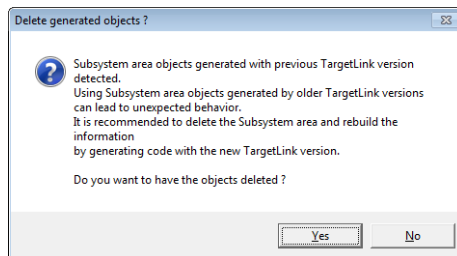 Delete generated objects ?
Subsystem area objects generated with previous TargetLink version
detected.
Using Subsystem area objects generated by older TargetLink versions
can lead to unexpected behavior.
It is recommended to delete the Subsystem area and rebuild the
information
by generating code with the new TargetLink version.
Do you want to have the objects deleted ?
Yes
No